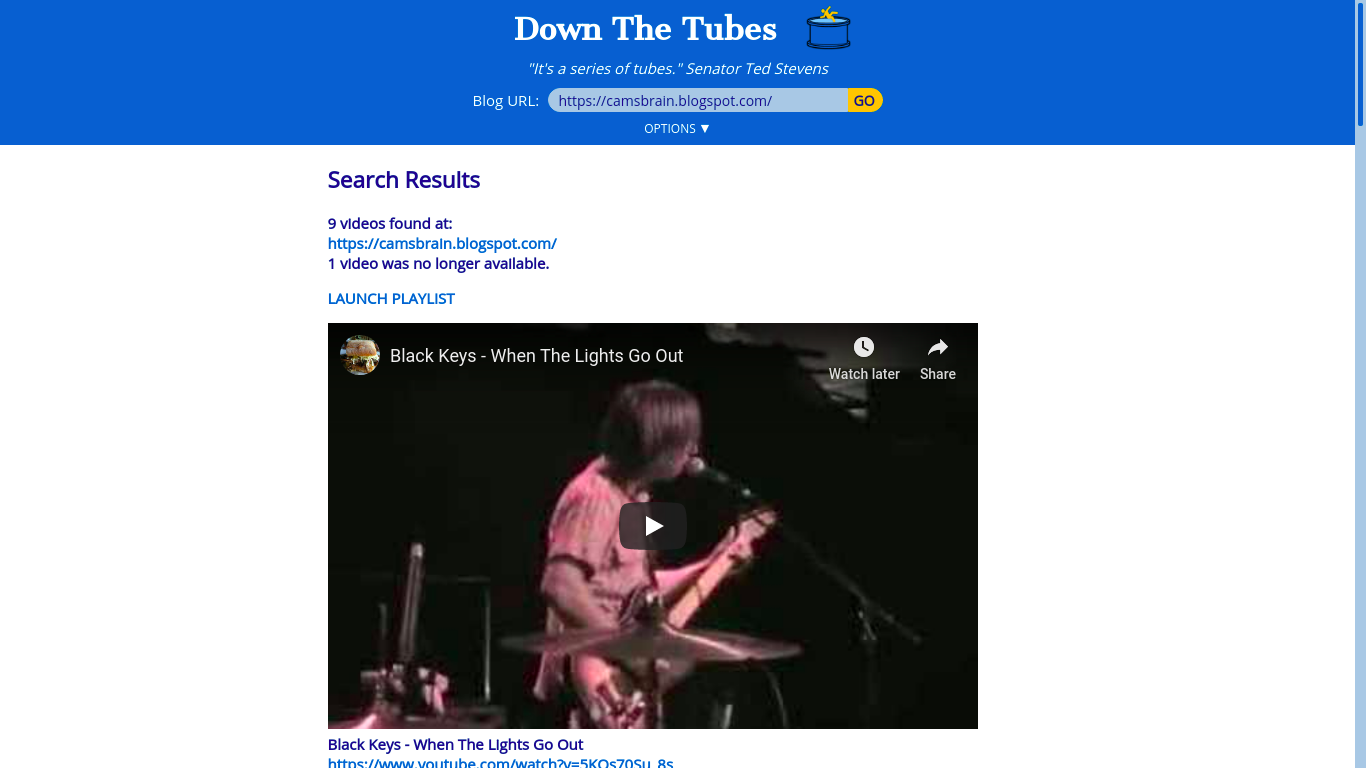 Down The Tubes
"It's a series of tubes." Senator Ted Stevens
Blog URL: https://camsbrain.blogspot.com/ GO
OPTIONS ▼
Search Results
9 videos found at:
https://camsbrain.blogspot.com/
1 video was no longer available.
LAUNCH PLAYLIST
Black Keys - When The Lights Go Out
Watch later
Share
Black Keys - When The Lights Go Out
https://www.youtube.com/watch?v=5KOs70Su_8s